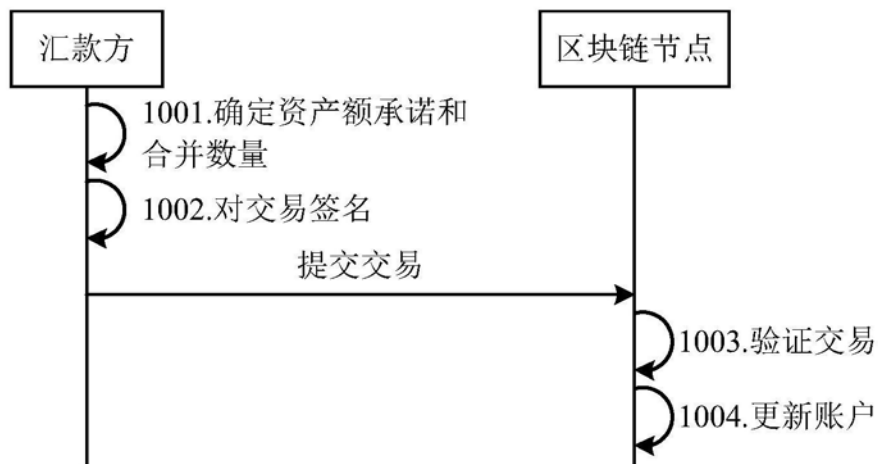 汇款方
区块链节点
1001.确定资产额承诺和
合并数量
1002.对交易签名
提交交易
1003.验证交易
1004.更新账户